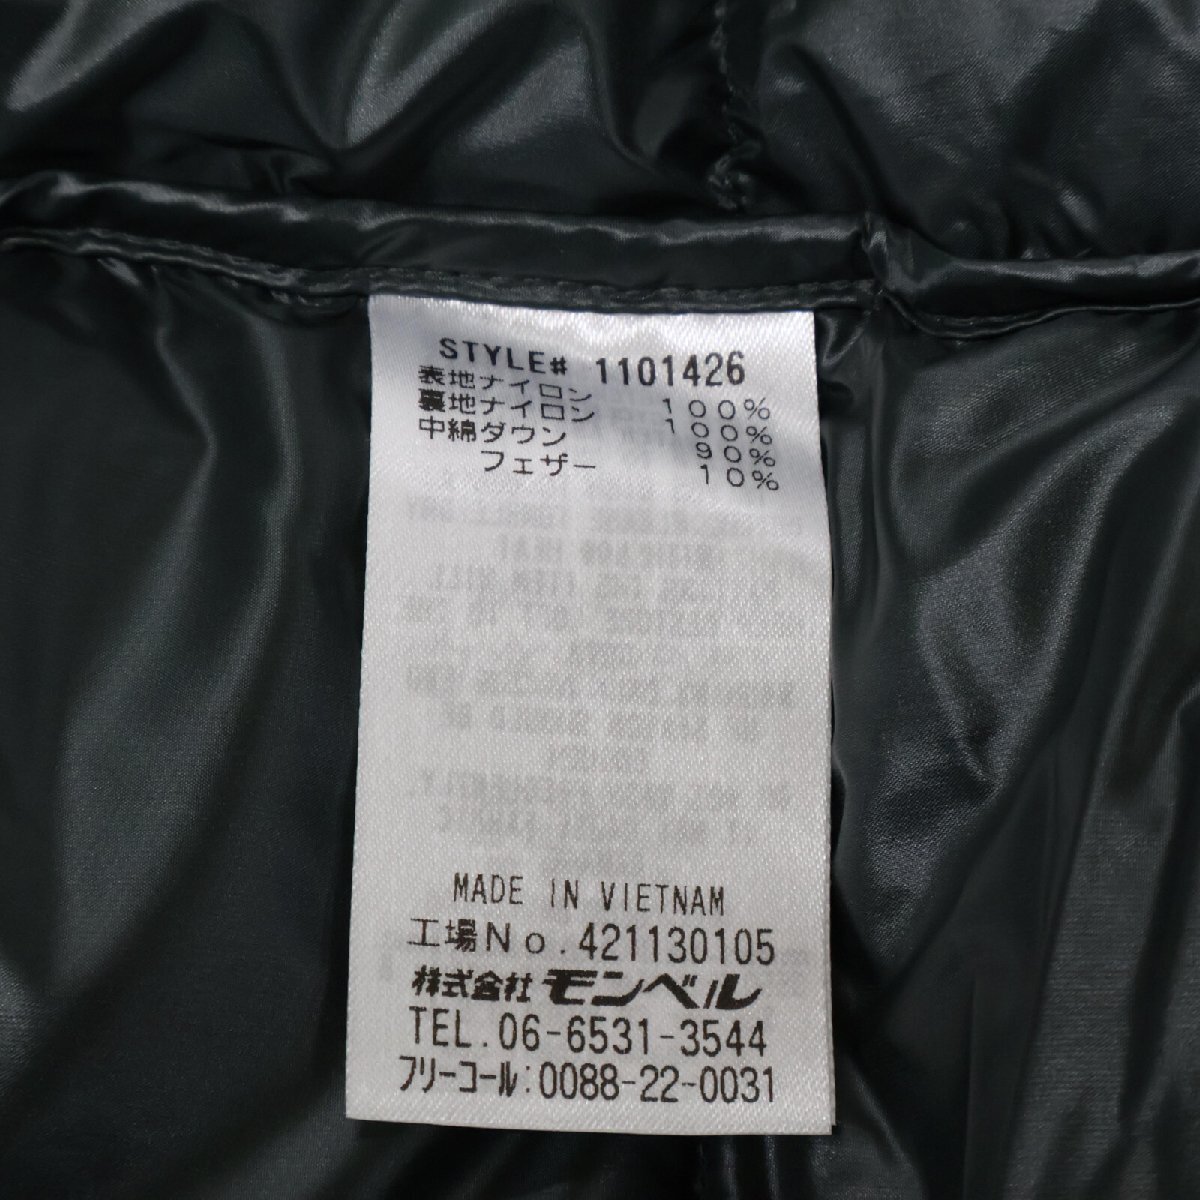 STYLE# 1101426
表地ナイロン 100%
裏地ナイロン 100%
中綿ダウン 90%
フェザー 10%
MADE IN VIETNAM
工場No.421130105
株式会社モンベル
TEL.06-6531-3544
フリーコール:0088-22-0031